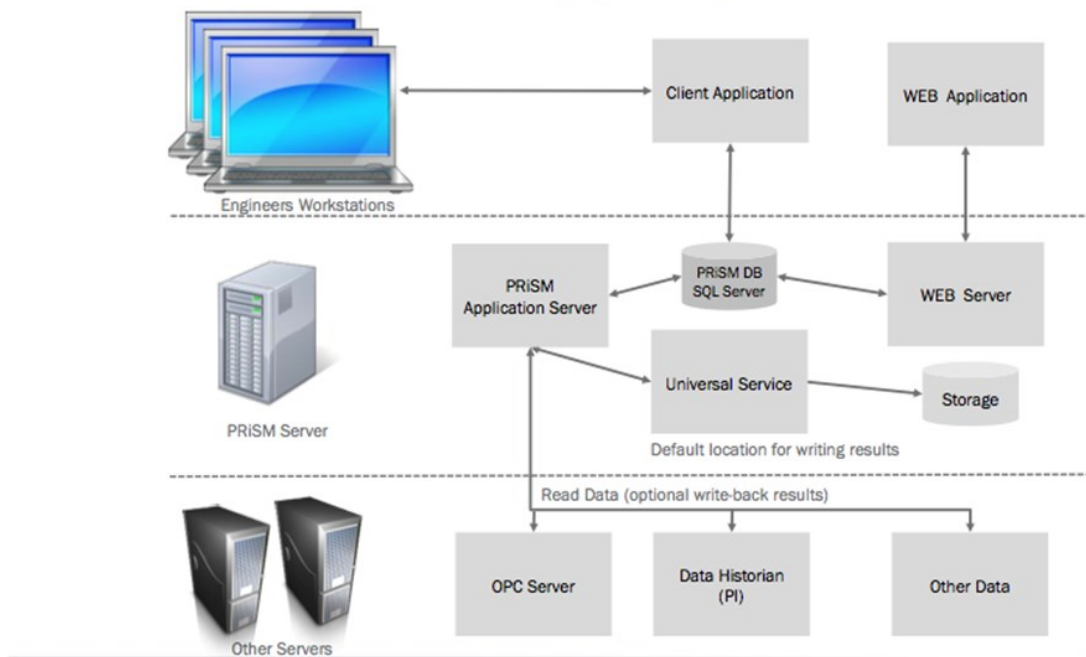 Client Application
WEB Application
Engineers Workstations
PRiSM
Application Server
PRiSM DB
SQL Server
WEB Server
Universal Service
Storage
PRiSM Server
Default location for writing results
Read Data (optional write-back results)
OPC Server
Data Historian
(PI)
Other Data
Other Servers